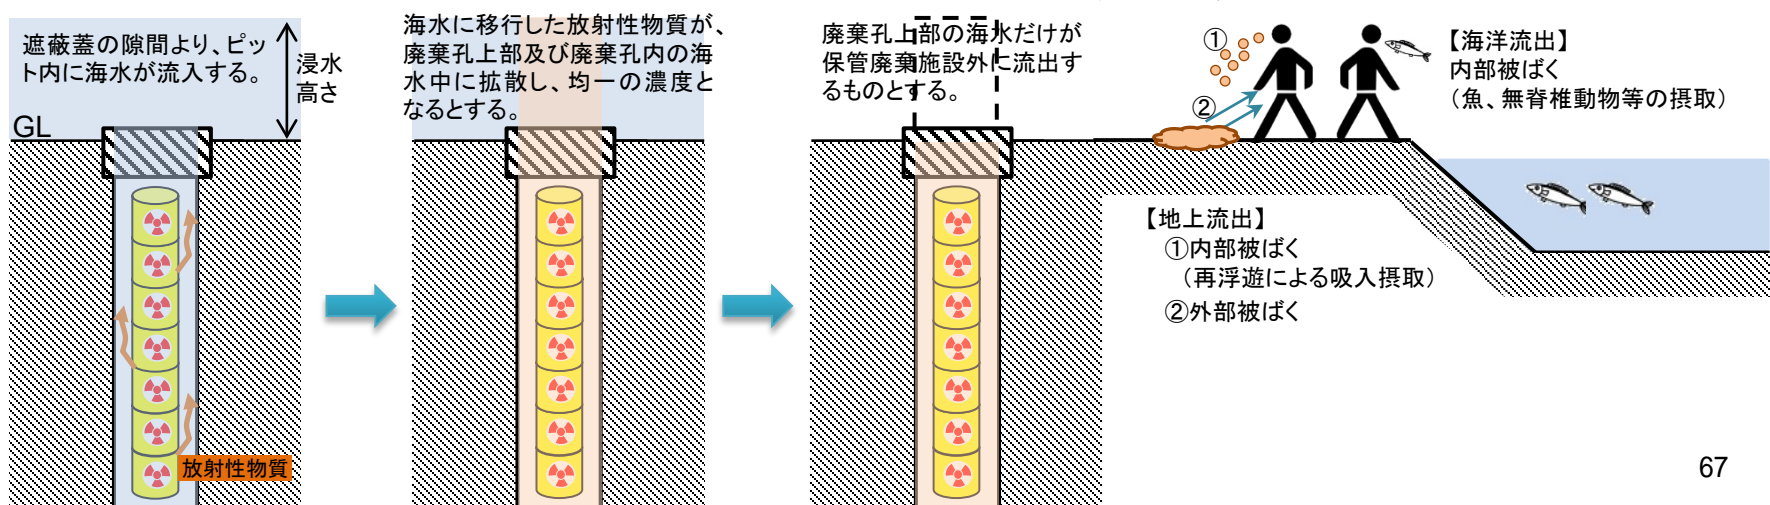 遮蔽蓋の隙間より、ピッ
ト内に海水が流入する。
浸水
高さ
GL
放射性物質
海水に移行した放射性物質が、
廃棄孔上部及び廃棄孔内の海
水中に拡散し、均一の濃度と
なるとする。
廃棄孔上部の海水だけが
保管廃棄施設外に流出す
るものとする。
①
②
【海洋流出】
内部被ばく
(魚、無脊椎動物等の摂取)
【地上流出】
①内部被ばく
(再浮遊による吸入摂取)
②外部被ばく
67